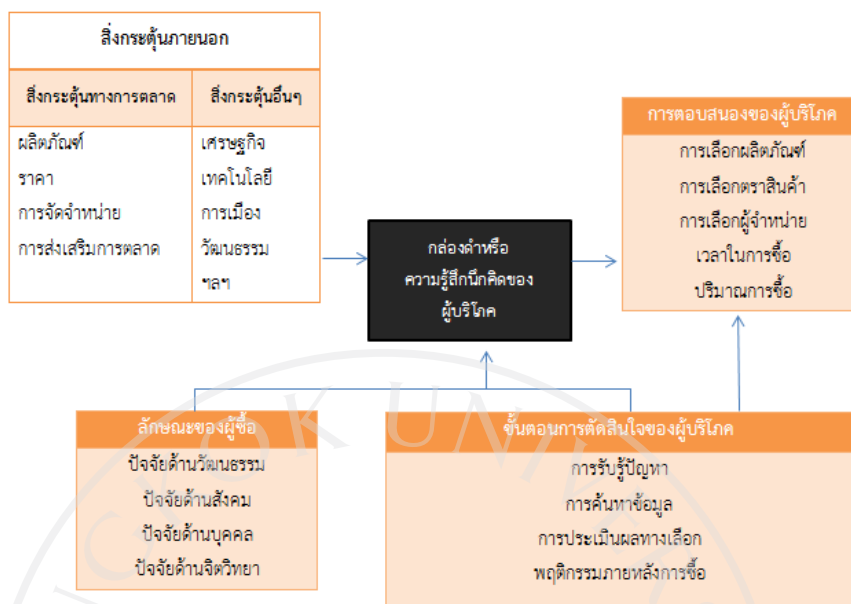 สิ่งกระตุ้นภายนอก
สิ่งกระตุ้นทางการตลาด
ผลิตภัณฑ์
ราคา
การจัดจำหน่าย
การส่งเสริมการตลาด
สิ่งกระตุ้นอื่นๆ
เศรษฐกิจ
เทคโนโลยี
การเมือง
วัฒนธรรม
ฯลฯ
กล่องดำหรือ
ความรู้สึกนึกคิดของ
ผู้บริโภค
การตอบสนองของผู้บริโภค
การเลือกผลิตภัณฑ์
การเลือกตราสินค้า
การเลือกผู้จำหน่าย
เวลาในการซื้อ
ปริมาณการซื้อ
ลักษณะของผู้ซื้อ
ปัจจัยด้านวัฒนธรรม
ปัจจัยด้านสังคม
ปัจจัยด้านบุคคล
ปัจจัยด้านจิตวิทยา
ขั้นตอนการตัดสินใจของผู้บริโภค
การรับรู้ปัญหา
การค้นหาข้อมูล
การประเมินผลทางเลือก
พฤติกรรมภายหลังการซื้อ